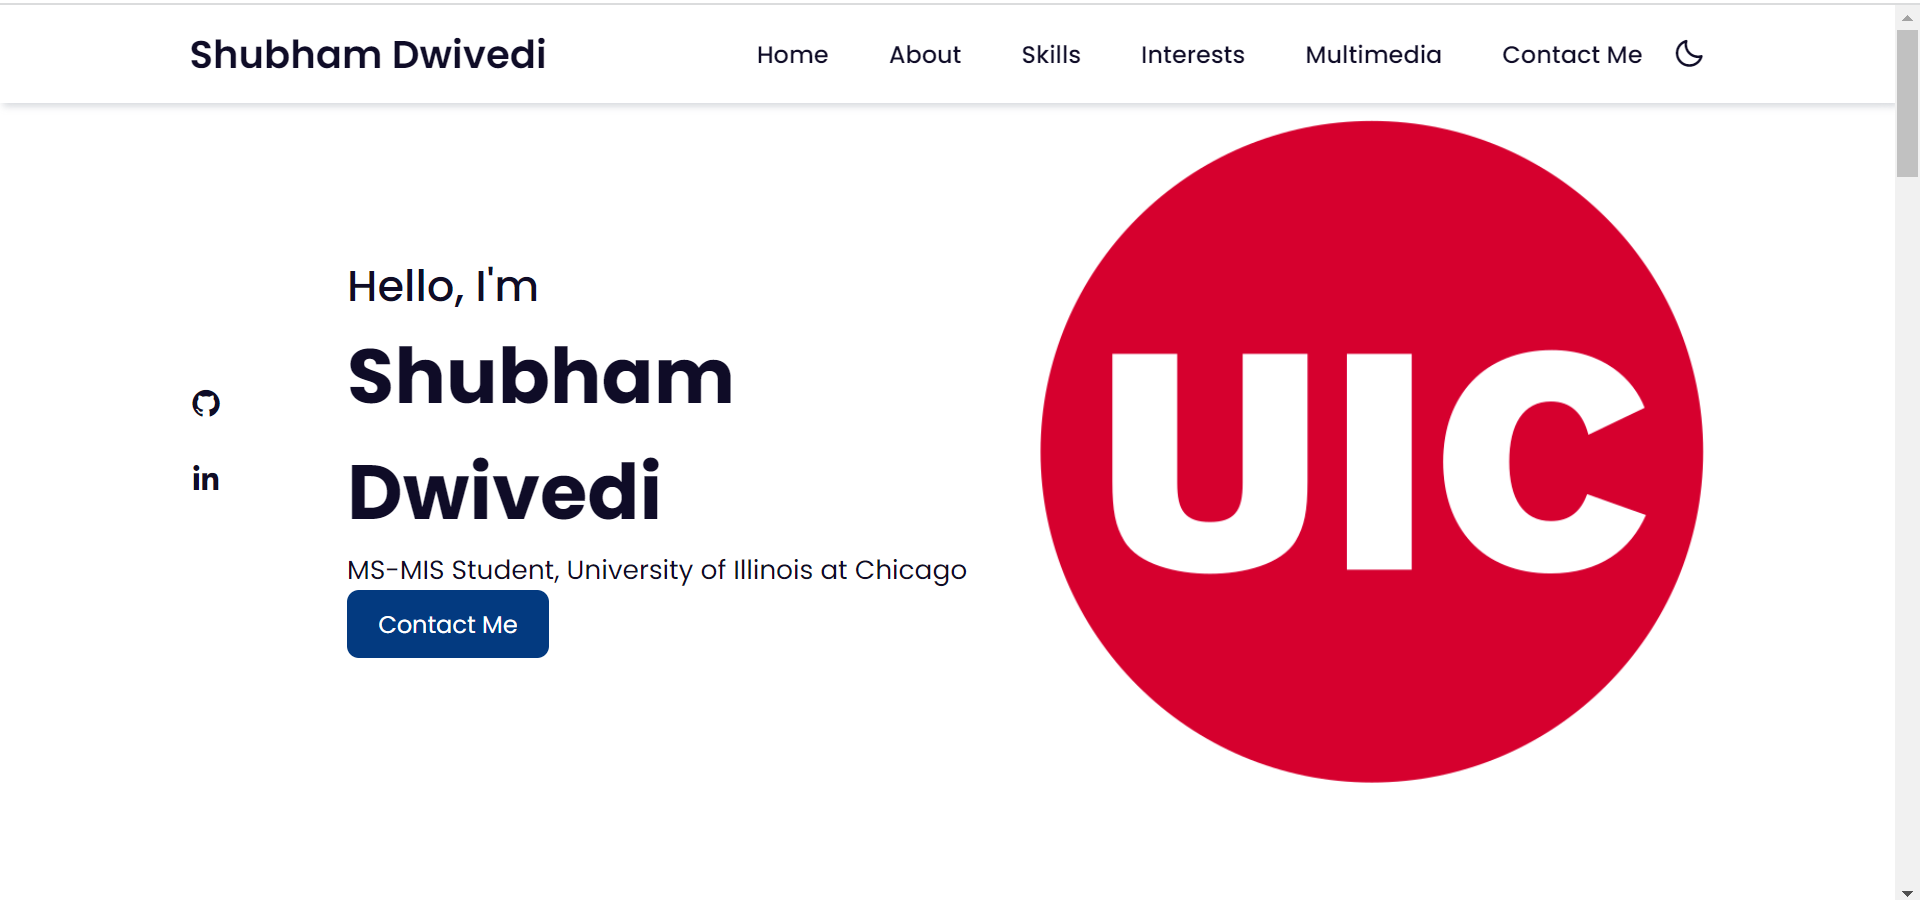 Shubham Dwivedi
Home About Skills Interests Multimedia Contact Me
Hello, I'm
Shubham
Dwivedi
MS-MIS Student, University of Illinois at Chicago
Contact Me
in
UIC